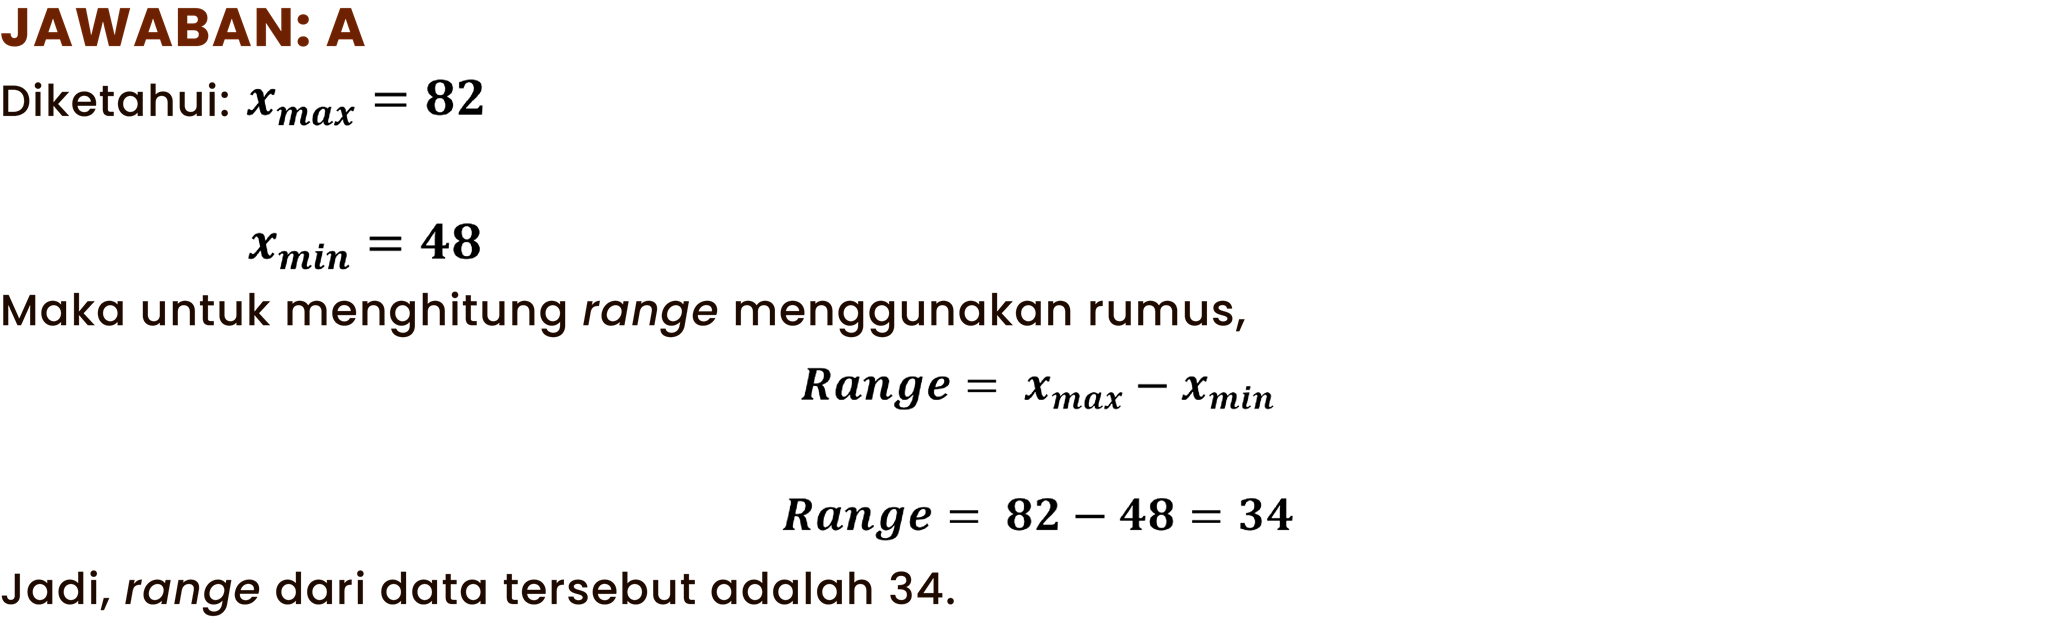 JAWABAN: A
Diketahui: x_max = 82
x_min = 48
Maka untuk menghitung range menggunakan rumus,
Range = x_max − x_min
Range = 82 − 48 = 34
Jadi, range dari data tersebut adalah 34.